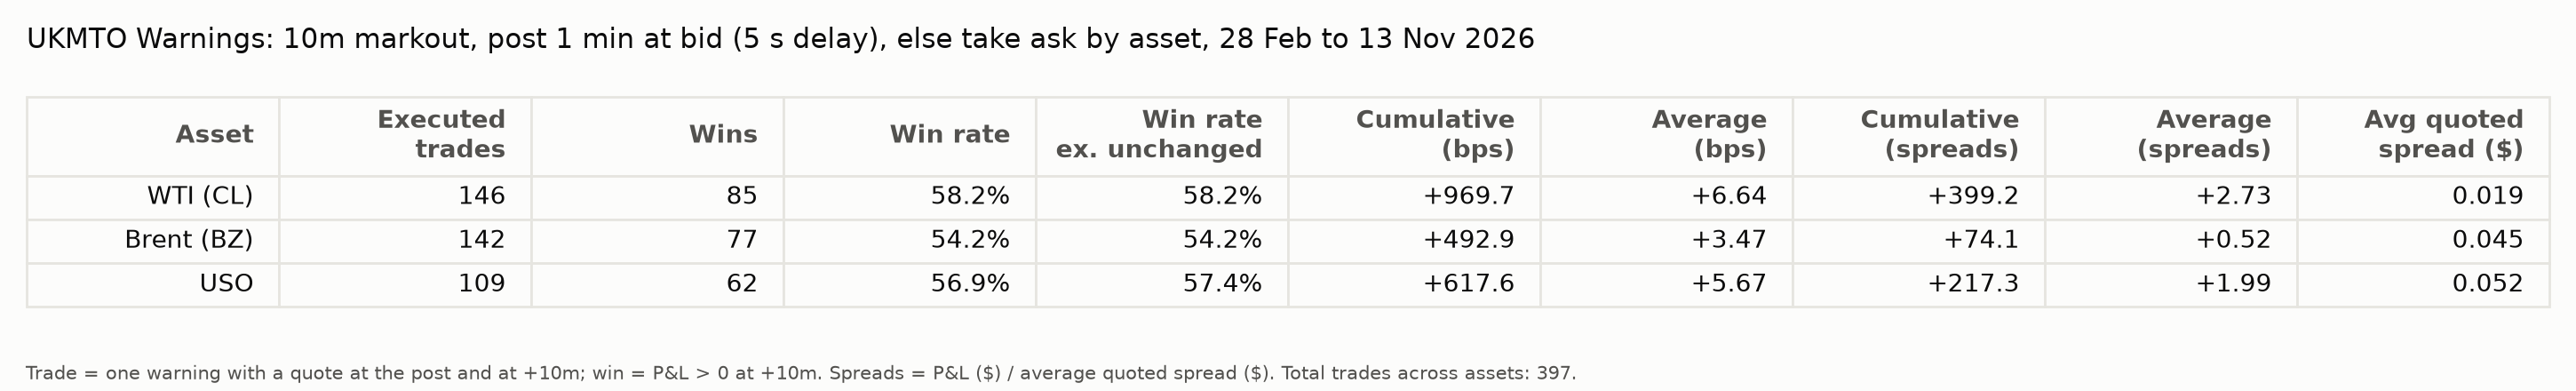 UKMTO Warnings: 10m markout, post 1 min at bid (5 s delay), else take ask by asset, 28 Feb to 13 Nov 2026
Asset | Executed trades | Wins | Win rate | Win rate ex. unchanged | Cumulative (bps) | Average (bps) | Cumulative (spreads) | Average (spreads) | Avg quoted spread ($)
WTI (CL) | 146 | 85 | 58.2% | 58.2% | +969.7 | +6.64 | +399.2 | +2.73 | 0.019
Brent (BZ) | 142 | 77 | 54.2% | 54.2% | +492.9 | +3.47 | +74.1 | +0.52 | 0.045
USO | 109 | 62 | 56.9% | 57.4% | +617.6 | +5.67 | +217.3 | +1.99 | 0.052
Trade = one warning with a quote at the post and at +10m; win = P&L > 0 at +10m. Spreads = P&L ($) / average quoted spread ($). Total trades across assets: 397.